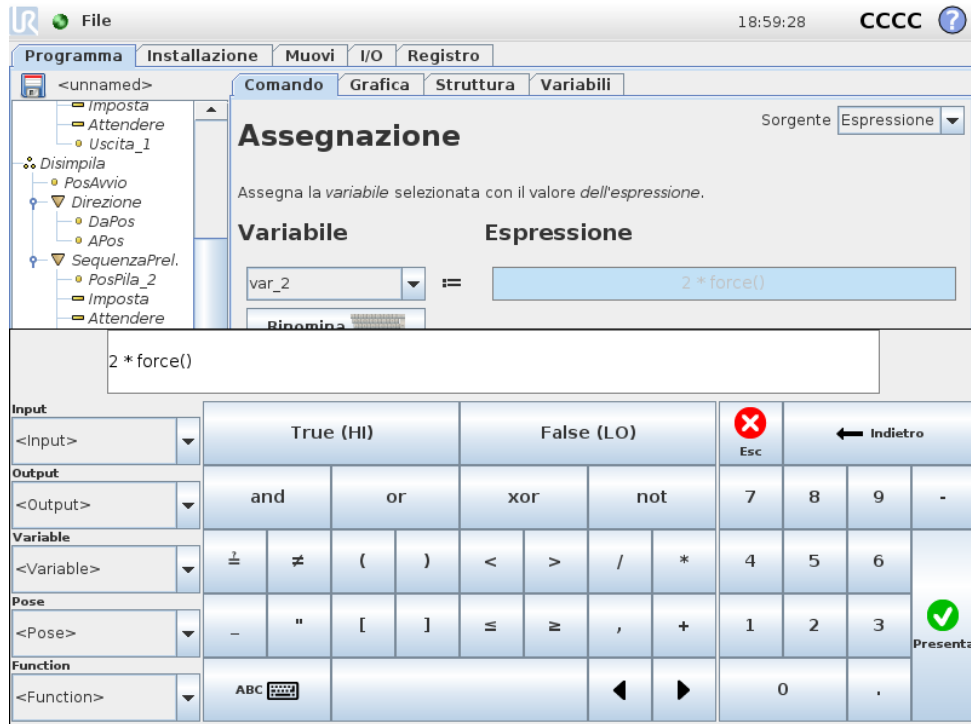 UR File 18:59:28 CCCC ?
Programma Installazione Muovi I/O Registro
<unnamed> Comando Grafica Struttura Variabili
Imposta
Attendere
Uscita_1
Disimpila
PosAvvio
Direzione
DaPos
APos
SequenzaPrel.
PosPila_2
Imposta
Attendere
Assegnazione
Sorgente Espressione
Assegna la variabile selezionata con il valore dell'espressione.
Variabile Espressione
var_2 := 2 * force()
Rinomina
2 * force()
Input
<Input> True (HI) False (LO) Esc Indietro
Output
<Output> and or xor not 7 8 9 -
Variable
<Variable> ≟ ≠ ( ) < > / * 4 5 6
Pose
<Pose> _ " [ ] ≤ ≥ , + 1 2 3 Presenta
Function
<Function> ABC 0 .